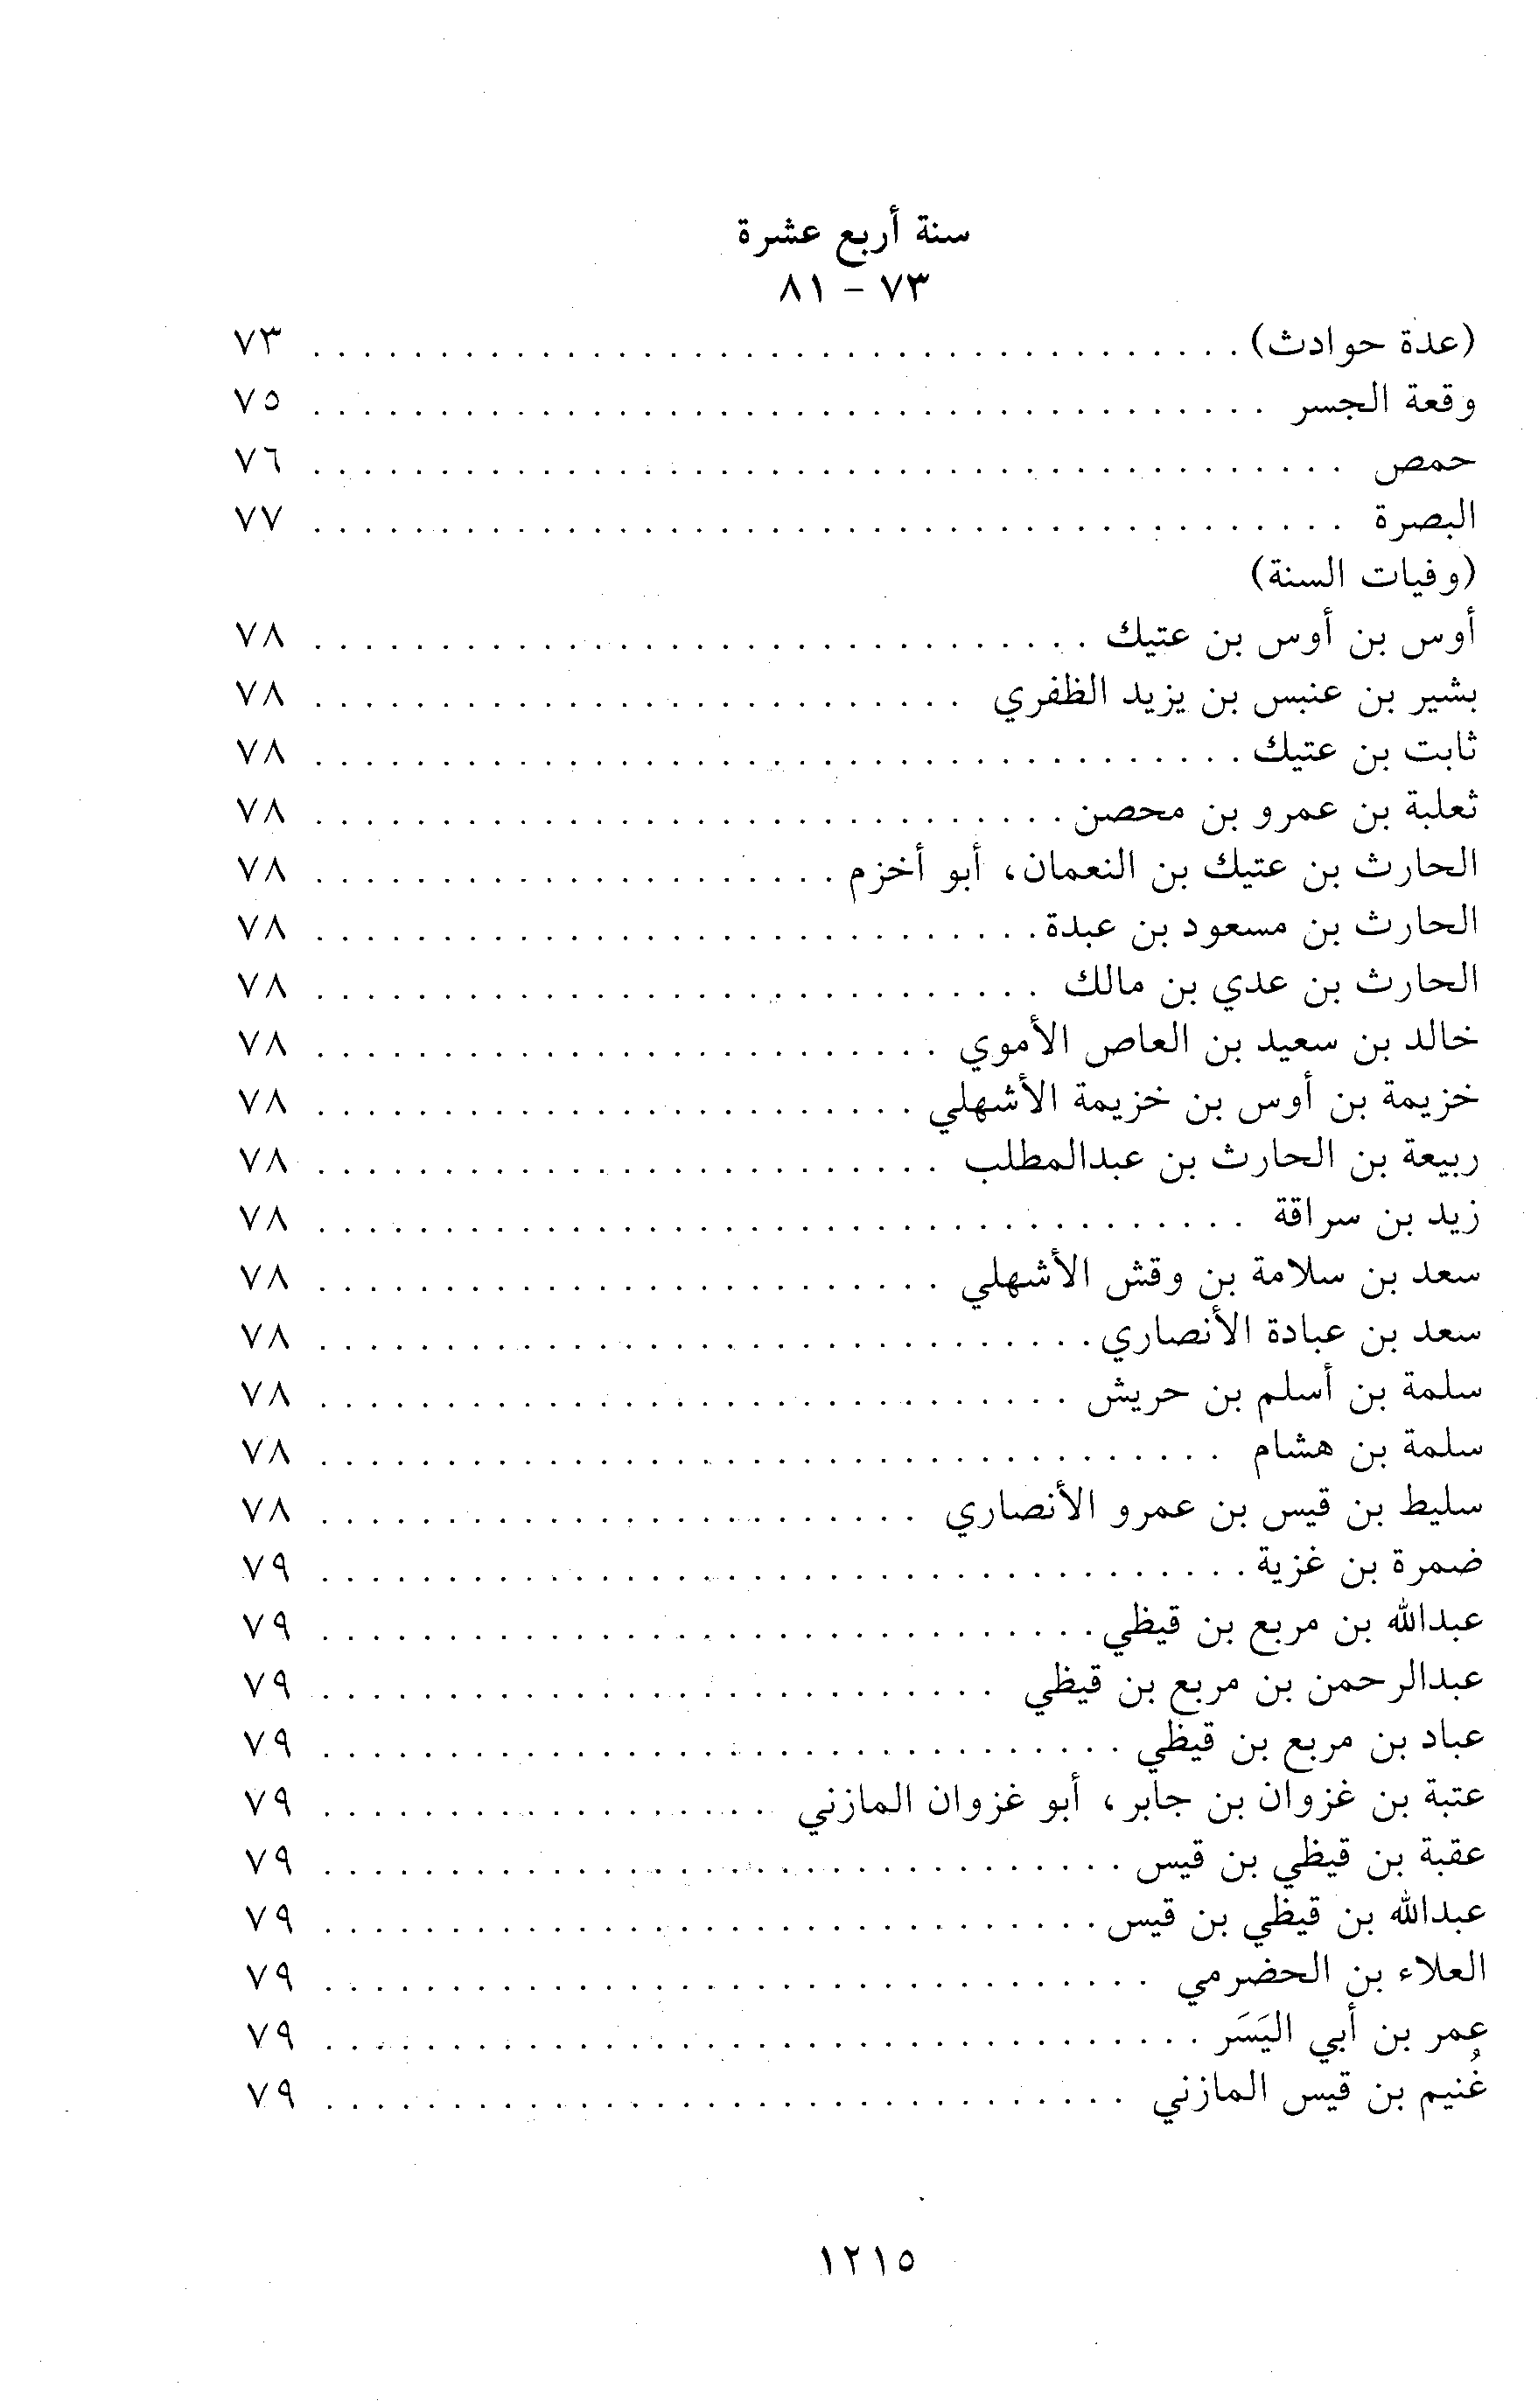 سنة أربع عشرة
٧٣ - ٨١
(عدة حوادث) . . . . . . . . . . . . . . . . . . . . ٧٣
وقعة الجسر . . . . . . . . . . . . . . . . . . . . ٧٥
حمص . . . . . . . . . . . . . . . . . . . . ٧٦
البصرة . . . . . . . . . . . . . . . . . . . . ٧٧
(وفيات السنة)
أوس بن أوس بن عتيك . . . . . . . . . . . . . . . . . . . . ٧٨
بشير بن عنبس بن يزيد الظفري . . . . . . . . . . . . . . . . . . . . ٧٨
ثابت بن عتيك . . . . . . . . . . . . . . . . . . . . ٧٨
ثعلبة بن عمرو بن محصن . . . . . . . . . . . . . . . . . . . . ٧٨
الحارث بن عتيك بن النعمان، أبو أخزم . . . . . . . . . . . . . . . . . . . . ٧٨
الحارث بن مسعود بن عبدة . . . . . . . . . . . . . . . . . . . . ٧٨
الحارث بن عدي بن مالك . . . . . . . . . . . . . . . . . . . . ٧٨
خالد بن سعيد بن العاص الأموي . . . . . . . . . . . . . . . . . . . . ٧٨
خزيمة بن أوس بن خزيمة الأشهلي . . . . . . . . . . . . . . . . . . . . ٧٨
ربيعة بن الحارث بن عبدالمطلب . . . . . . . . . . . . . . . . . . . . ٧٨
زيد بن سراقة . . . . . . . . . . . . . . . . . . . . ٧٨
سعد بن سلامة بن وقش الأشهلي . . . . . . . . . . . . . . . . . . . . ٧٨
سعد بن عبادة الأنصاري . . . . . . . . . . . . . . . . . . . . ٧٨
سلمة بن أسلم بن حريش . . . . . . . . . . . . . . . . . . . . ٧٨
سلمة بن هشام . . . . . . . . . . . . . . . . . . . . ٧٨
سليط بن قيس بن عمرو الأنصاري . . . . . . . . . . . . . . . . . . . . ٧٨
ضمرة بن غزية . . . . . . . . . . . . . . . . . . . . ٧٩
عبدالله بن مربع بن قيظي . . . . . . . . . . . . . . . . . . . . ٧٩
عبدالرحمن بن مربع بن قيظي . . . . . . . . . . . . . . . . . . . . ٧٩
عباد بن مربع بن قيظي . . . . . . . . . . . . . . . . . . . . ٧٩
عتبة بن غزوان بن جابر، أبو غزوان المازني . . . . . . . . . . . . . . . . . . ٧٩
عقبة بن قيظي بن قيس . . . . . . . . . . . . . . . . . . . . ٧٩
عبدالله بن قيظي بن قيس . . . . . . . . . . . . . . . . . . . . ٧٩
العلاء بن الحضرمي . . . . . . . . . . . . . . . . . . . . ٧٩
عمر بن أبي اليَسَر . . . . . . . . . . . . . . . . . . . . ٧٩
غُنيم بن قيس المازني . . . . . . . . . . . . . . . . . . . . ٧٩
١٢١٥